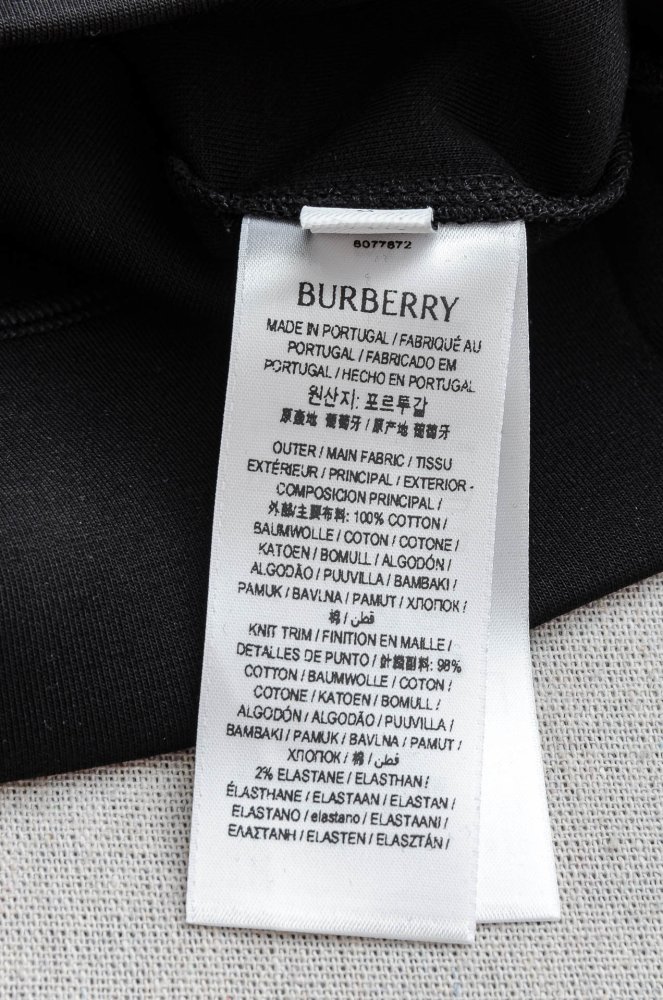 8077872
BURBERRY
MADE IN PORTUGAL / FABRIQUÉ AU
PORTUGAL / FABRICADO EM
PORTUGAL / HECHO EN PORTUGAL
원산지: 포르투갈
原產地 葡萄牙 / 原产地 葡萄牙
OUTER / MAIN FABRIC / TISSU
EXTÉRIEUR / PRINCIPAL / EXTERIOR -
COMPOSICION PRINCIPAL /
外部/主要布料: 100% COTTON /
BAUMWOLLE / COTON / COTONE /
KATOEN / BOMULL / ALGODÓN /
ALGODÃO / PUUVILLA / BAMBAKI /
PAMUK / BAVLNA / PAMUT / ХЛОПОК /
棉 / قطن /
KNIT TRIM / FINITION EN MAILLE /
DETALLES DE PUNTO / 針織副料: 98%
COTTON / BAUMWOLLE / COTON /
COTONE / KATOEN / BOMULL /
ALGODÓN / ALGODÃO / PUUVILLA /
BAMBAKI / PAMUK / BAVLNA / PAMUT /
ХЛОПОК / 棉 / قطن /
2% ELASTANE / ELASTHAN /
ÉLASTHANE / ELASTAAN / ELASTAN /
ELASTANO / elastano / ELASTAANI /
ΕΛΑΣΤΑΝΗ / ELASTEN / ELASZTÁN /